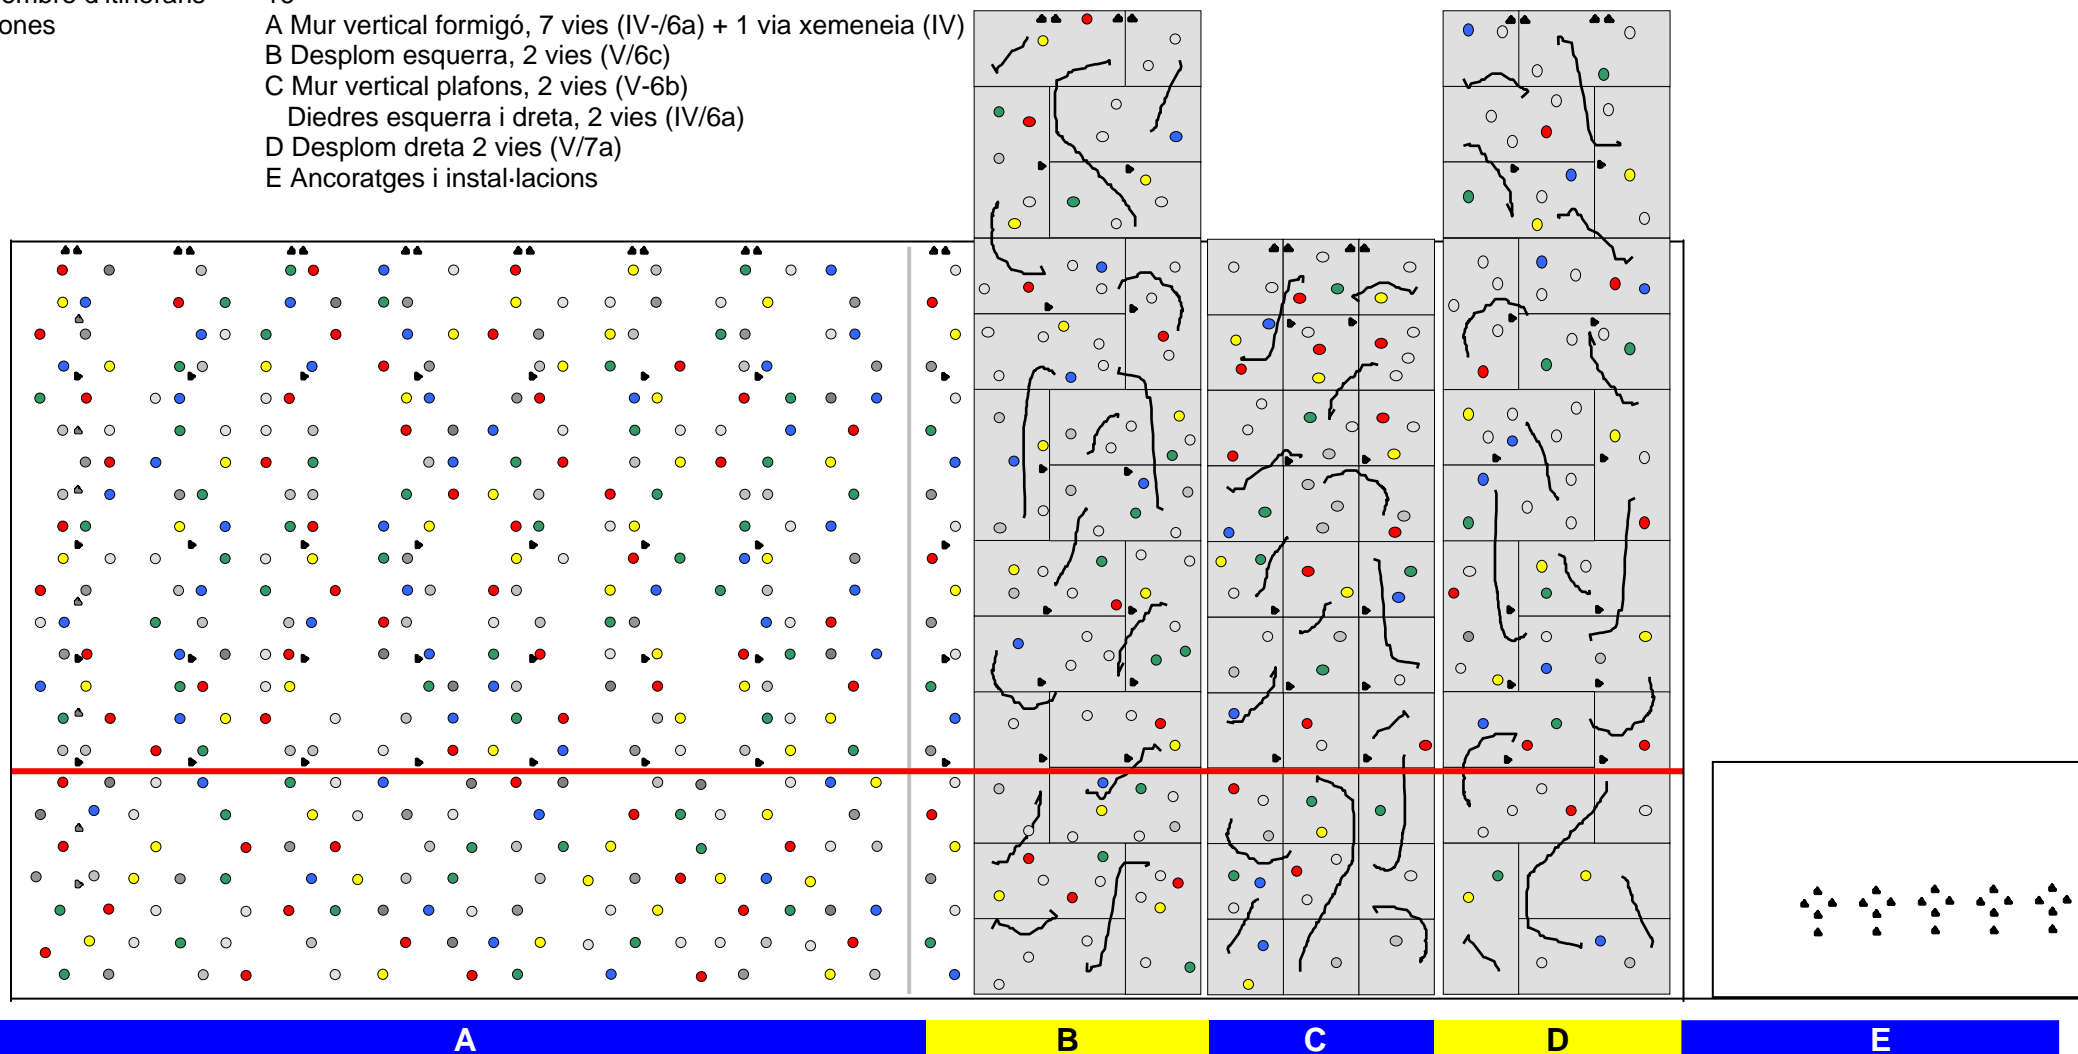 A Mur vertical formigó, 7 vies (IV-/6a) + 1 via xemeneia (IV)
B Desplom esquerra, 2 vies (V/6c)
C Mur vertical plafons, 2 vies (V-6b)
Diedres esquerra i dreta, 2 vies (IV/6a)
D Desplom dreta 2 vies (V/7a)
E Ancoratges i instal·lacions
A B C D E